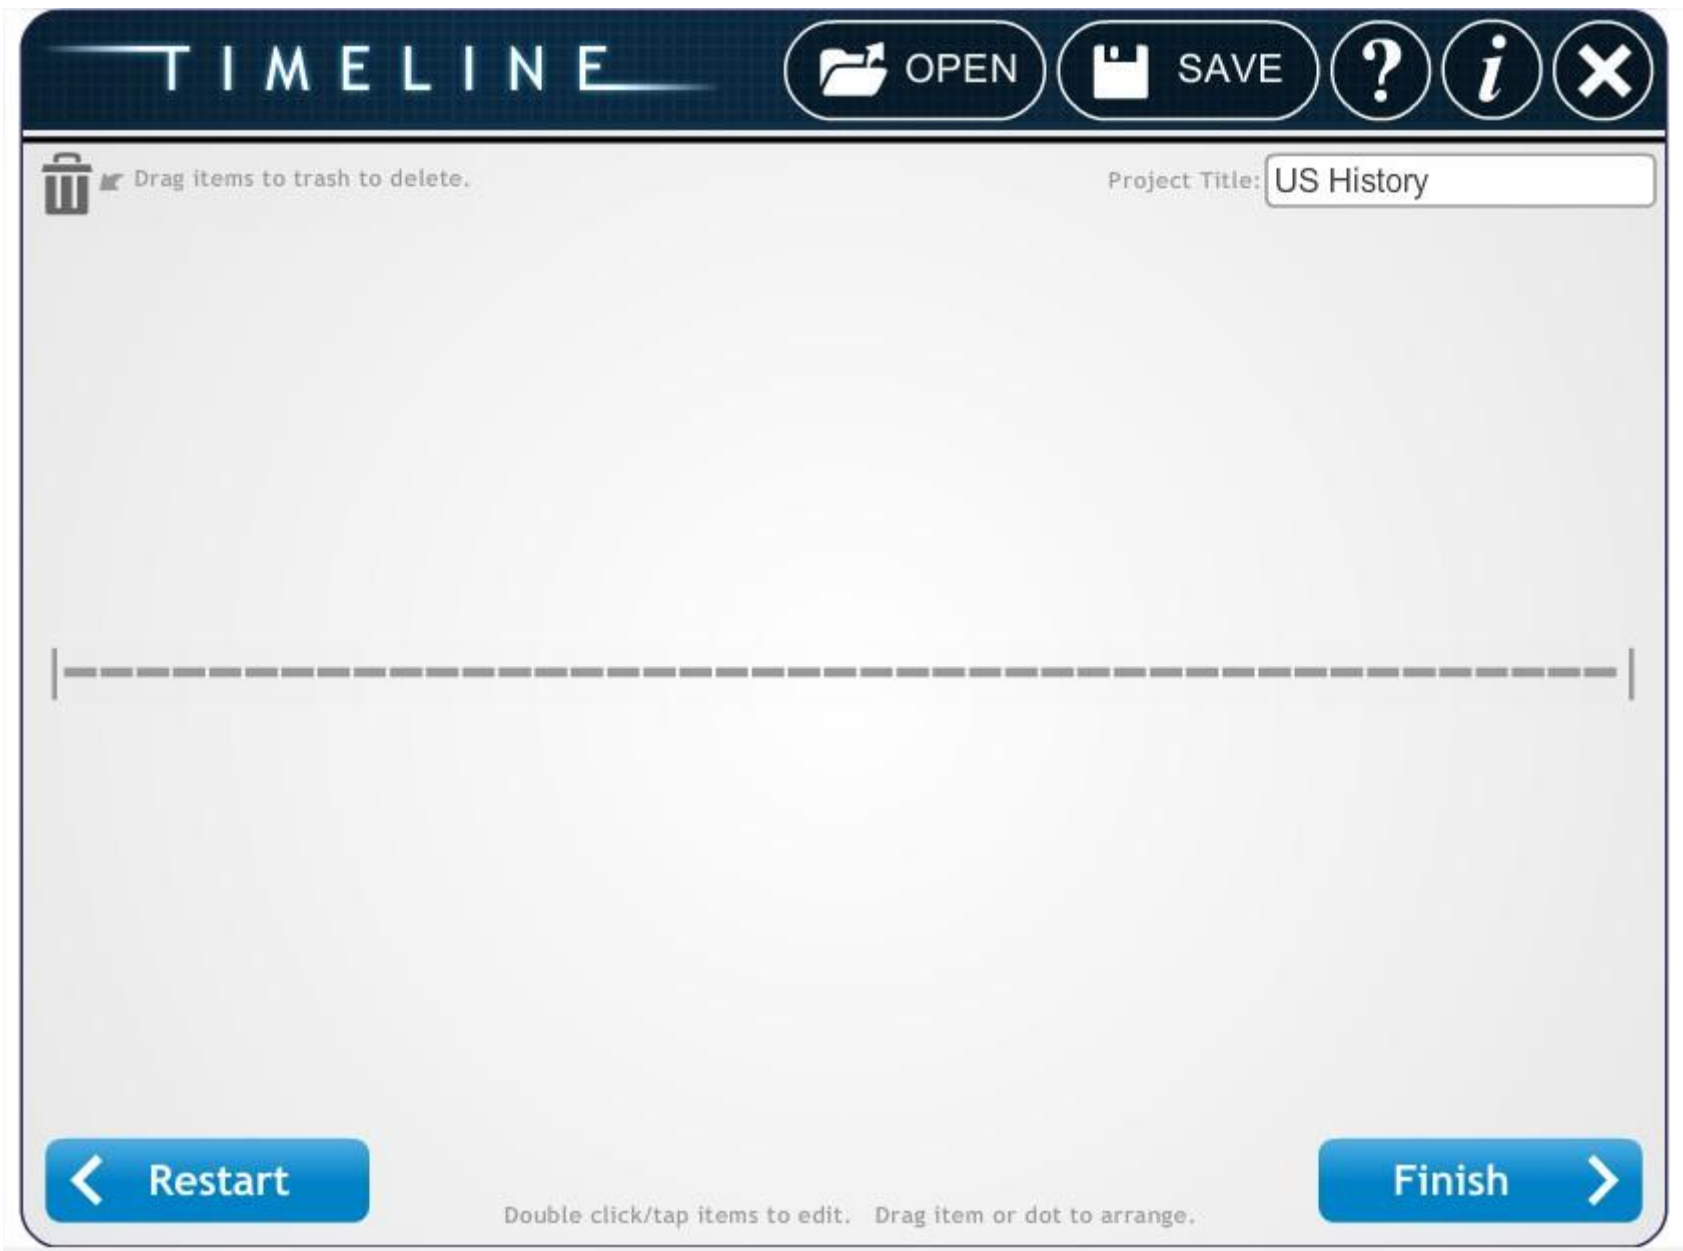 TIMELINE
OPEN
SAVE
?
i
Drag items to trash to delete.
Project Title: US History
Restart
Finish
Double click/tap items to edit. Drag item or dot to arrange.